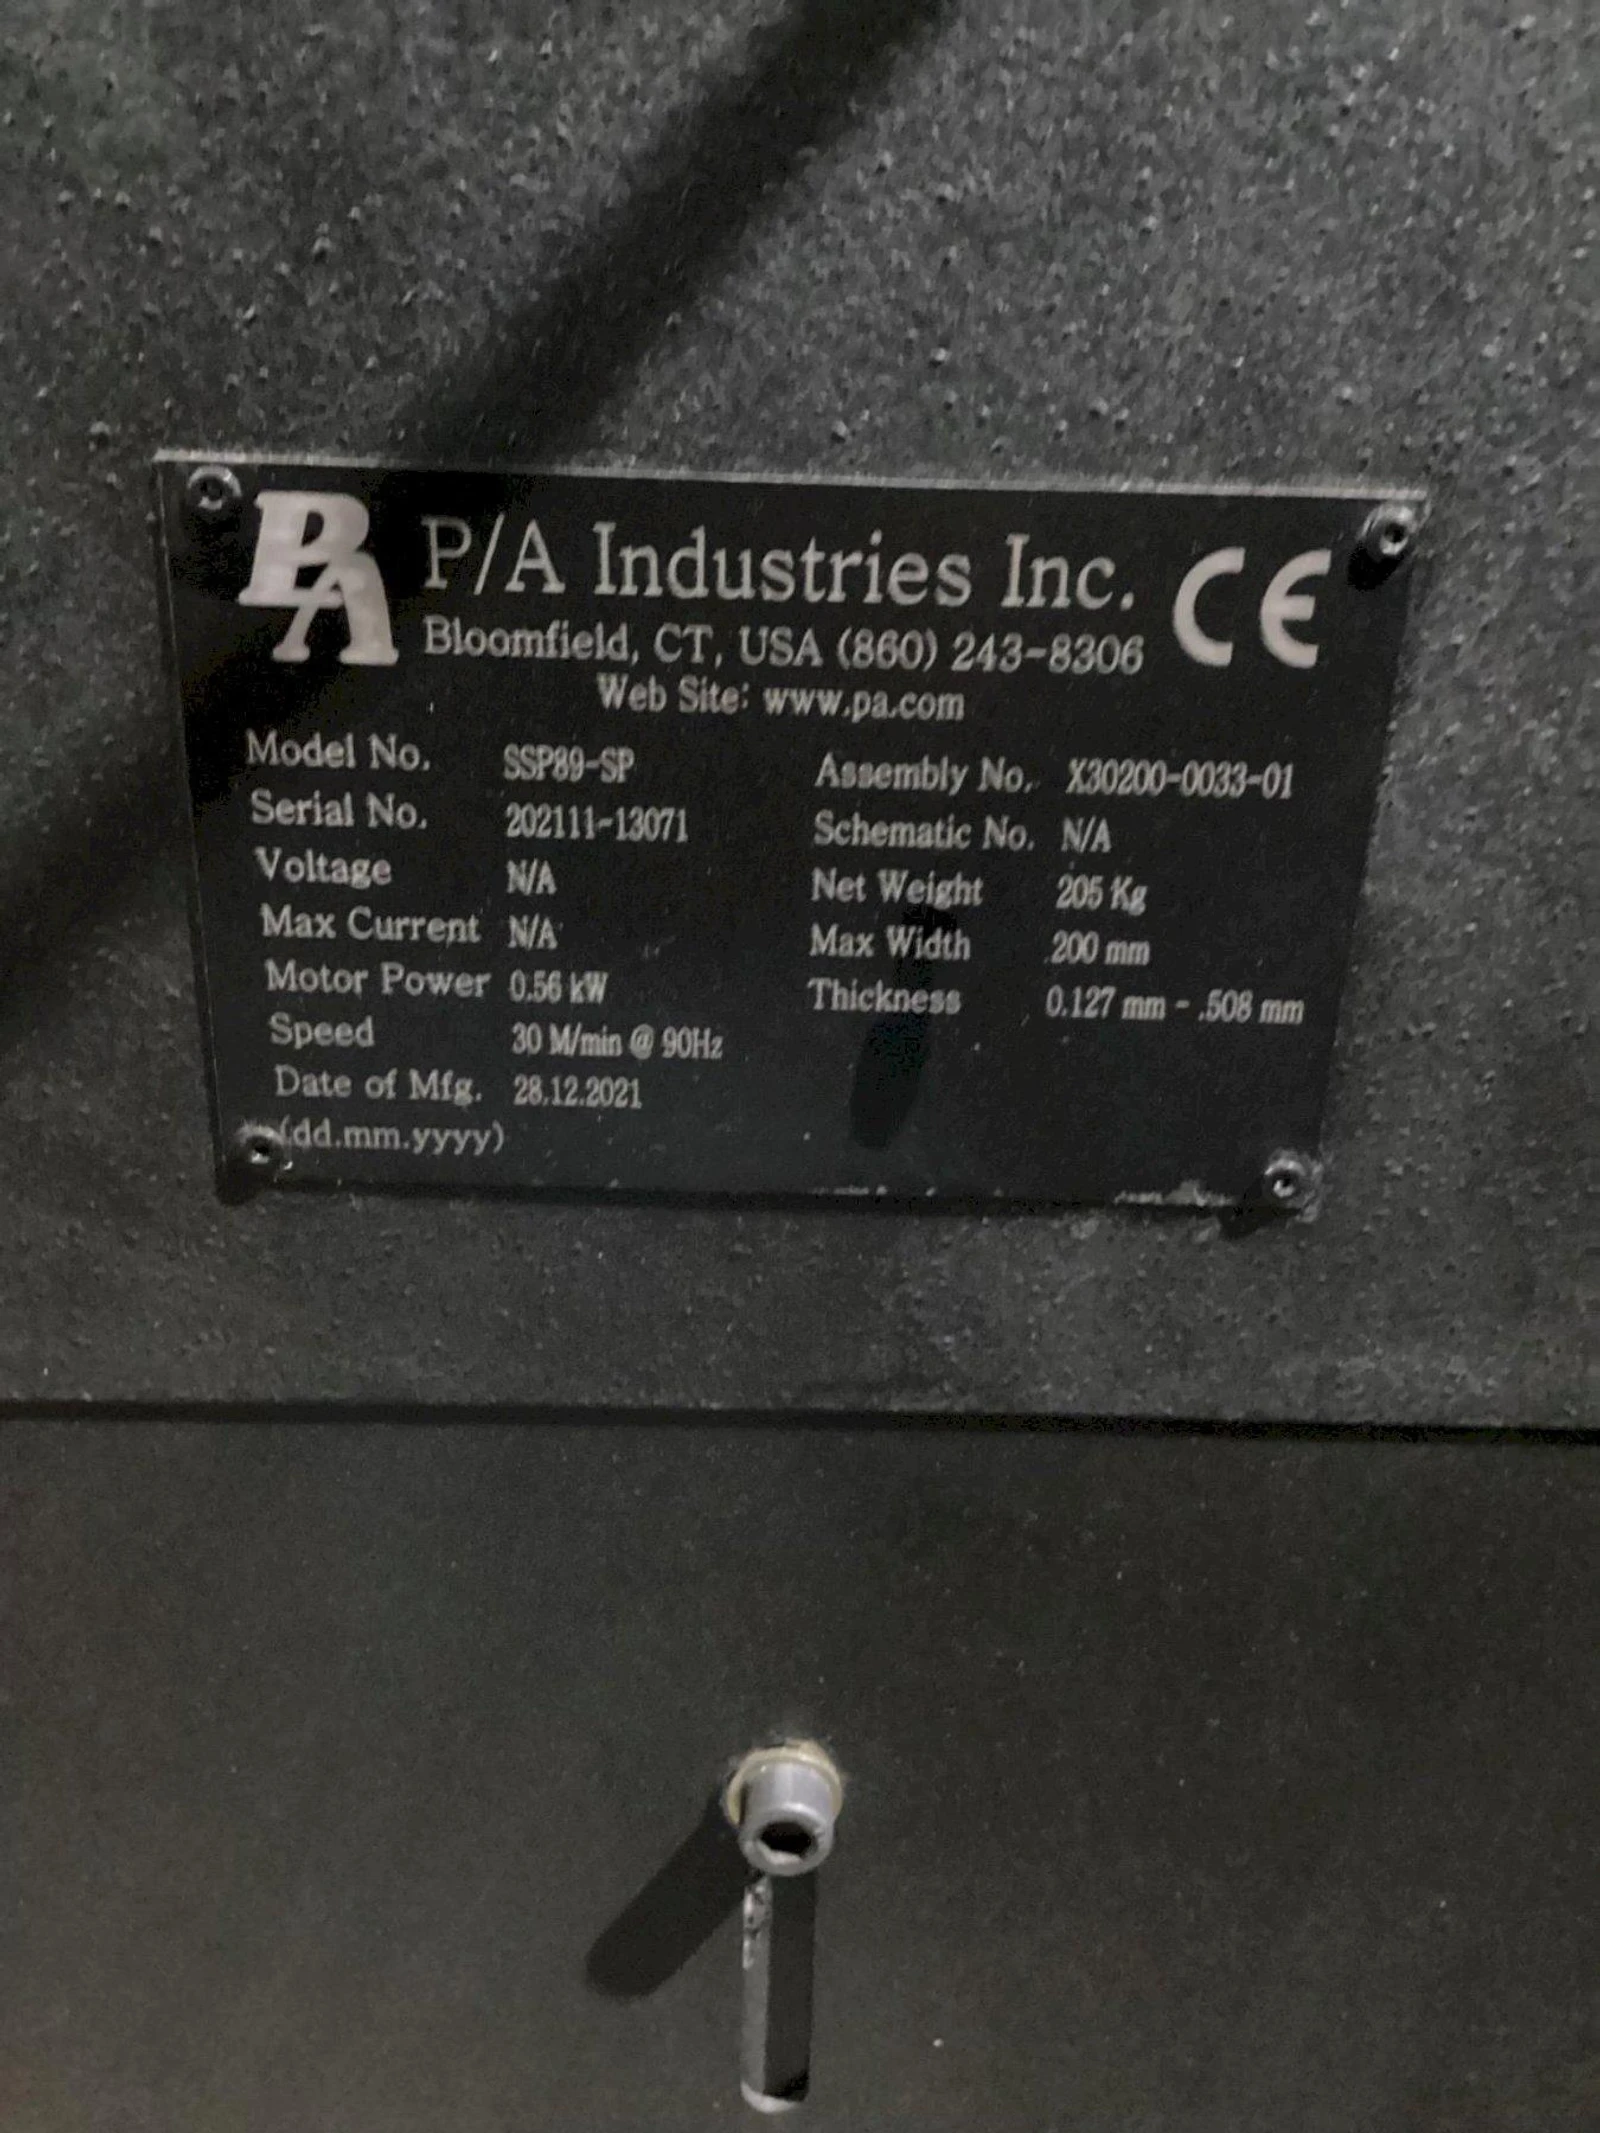 PA P/A Industries Inc. CE
Bloomfield, CT, USA (860) 243-8306
Web Site: www.pa.com
Model No. SSP89-SP
Serial No. 202111-13071
Voltage N/A
Max Current N/A
Motor Power 0.56 kW
Speed 30 M/min @ 90Hz
Date of Mfg. 28.12.2021
(dd.mm.yyyy)
Assembly No. X30200-0033-01
Schematic No. N/A
Net Weight 205 Kg
Max Width 200 mm
Thickness 0.127 mm - .508 mm